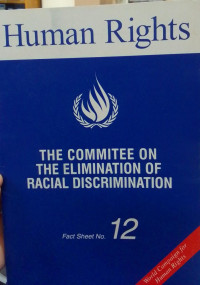 Human Rights
THE COMMITEE ON
THE ELIMINATION OF
RACIAL DISCRIMINATION
Fact Sheet No. 12
World Campaign for
Human Rights